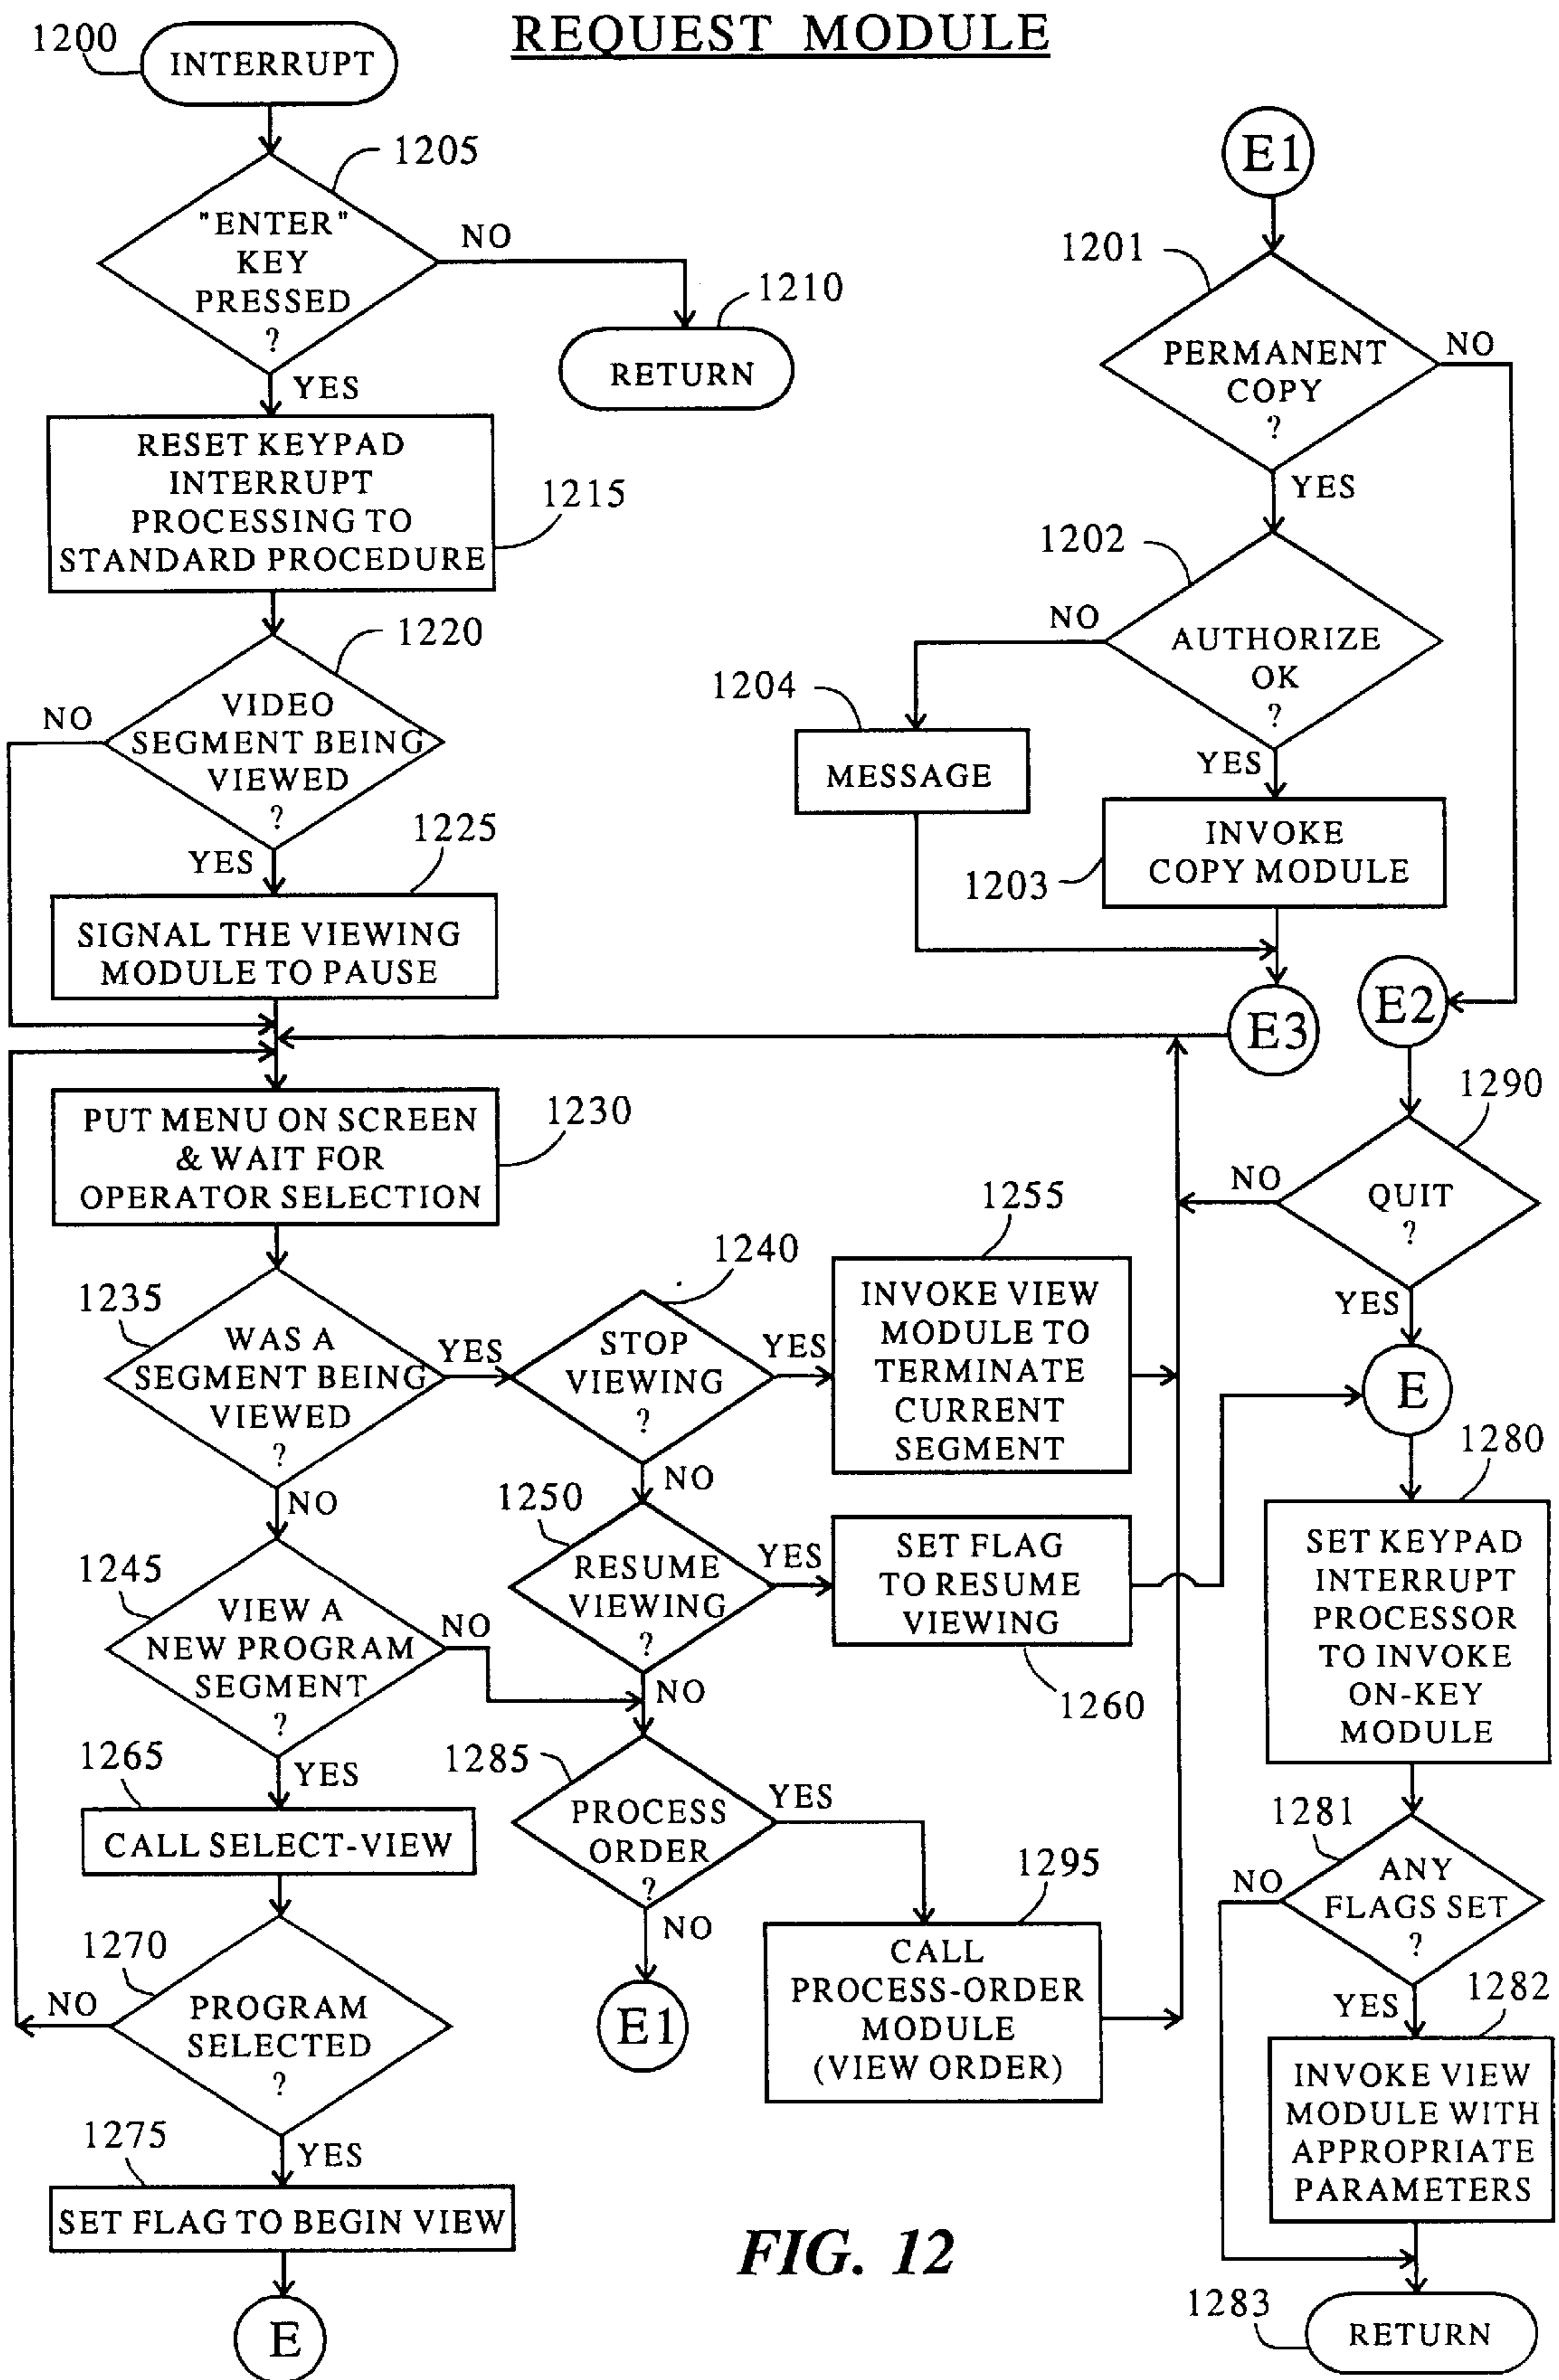 REQUEST MODULE
1200
INTERRUPT
1205
"ENTER"
KEY
PRESSED
?
NO
1210
RETURN
YES
RESET KEYPAD
INTERRUPT
PROCESSING TO
STANDARD PROCEDURE
1215
1220
VIDEO
SEGMENT BEING
VIEWED
?
NO
YES
1225
SIGNAL THE VIEWING
MODULE TO PAUSE
PUT MENU ON SCREEN
& WAIT FOR
OPERATOR SELECTION
1230
1235
WAS A
SEGMENT BEING
VIEWED
?
YES
NO
1240
STOP
VIEWING
?
YES
NO
1255
INVOKE VIEW
MODULE TO
TERMINATE
CURRENT
SEGMENT
1245
VIEW A
NEW PROGRAM
SEGMENT
?
NO
YES
1250
RESUME
VIEWING
?
YES
NO
SET FLAG
TO RESUME
VIEWING
1260
1265
CALL SELECT-VIEW
1285
PROCESS
ORDER
?
YES
NO
E1
1295
CALL
PROCESS-ORDER
MODULE
(VIEW ORDER)
1270
PROGRAM
SELECTED
?
NO
YES
1275
SET FLAG TO BEGIN VIEW
E
E1
1201
PERMANENT
COPY
?
NO
YES
1202
AUTHORIZE
OK
?
NO
YES
1204
MESSAGE
INVOKE
COPY MODULE
1203
E3
E2
1290
QUIT
?
NO
YES
E
1280
SET KEYPAD
INTERRUPT
PROCESSOR
TO INVOKE
ON-KEY
MODULE
1281
ANY
FLAGS SET
?
NO
YES
1282
INVOKE VIEW
MODULE WITH
APPROPRIATE
PARAMETERS
1283
RETURN
FIG. 12